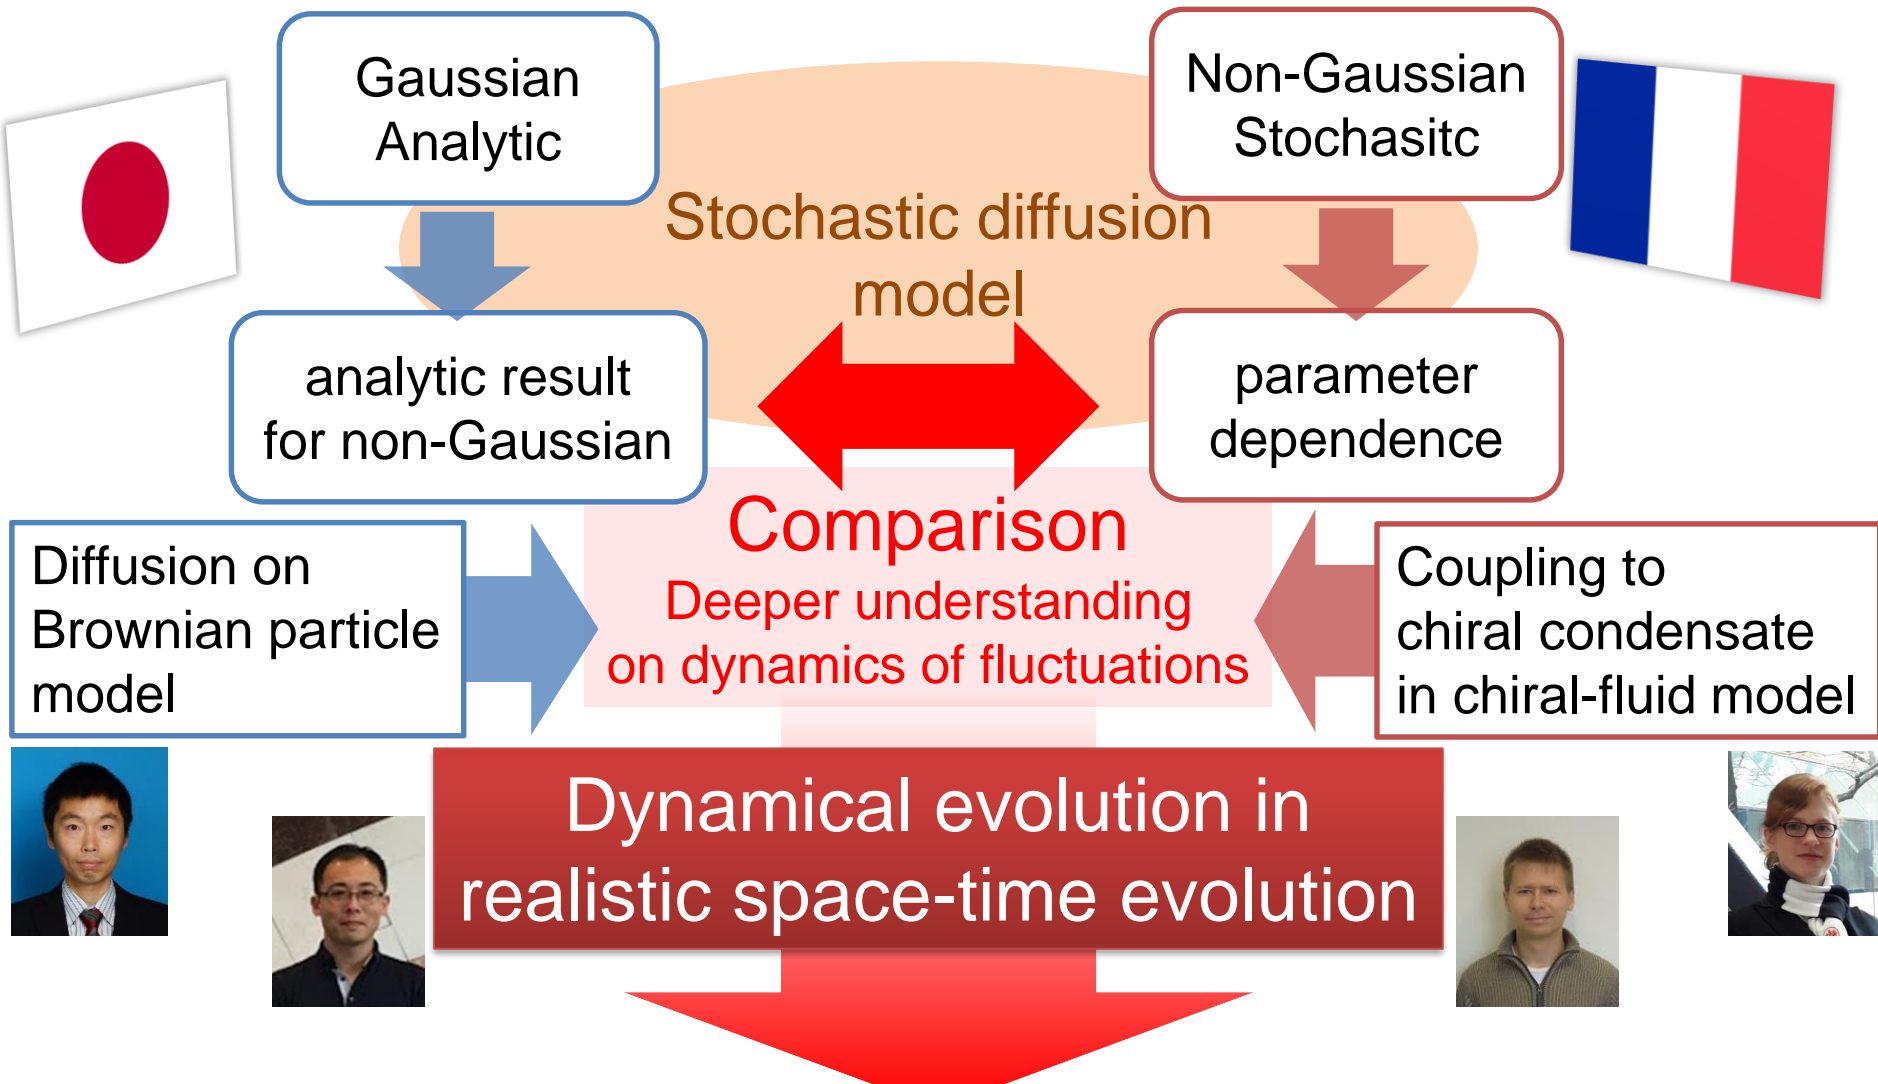 Gaussian
Analytic
Non-Gaussian
Stochasitc
Stochastic diffusion
model
analytic result
for non-Gaussian
parameter
dependence
Comparison
Deeper understanding
on dynamics of fluctuations
Diffusion on
Brownian particle
model
Coupling to
chiral condensate
in chiral-fluid model
Dynamical evolution in
realistic space-time evolution